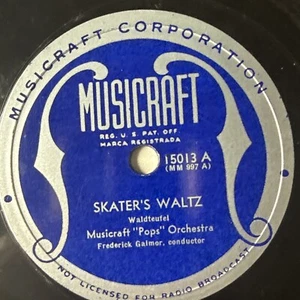 MUSICRAFT CORPORATION
MUSICRAFT
REG. U. S. PAT. OFF.
MARCA REGISTRADA
15013 A
(MM 997 A)
SKATER'S WALTZ
Waldteufel
Musicraft "Pops" Orchestra
Frederick Galmor, conductor
NOT LICENSED FOR RADIO BROADCAST